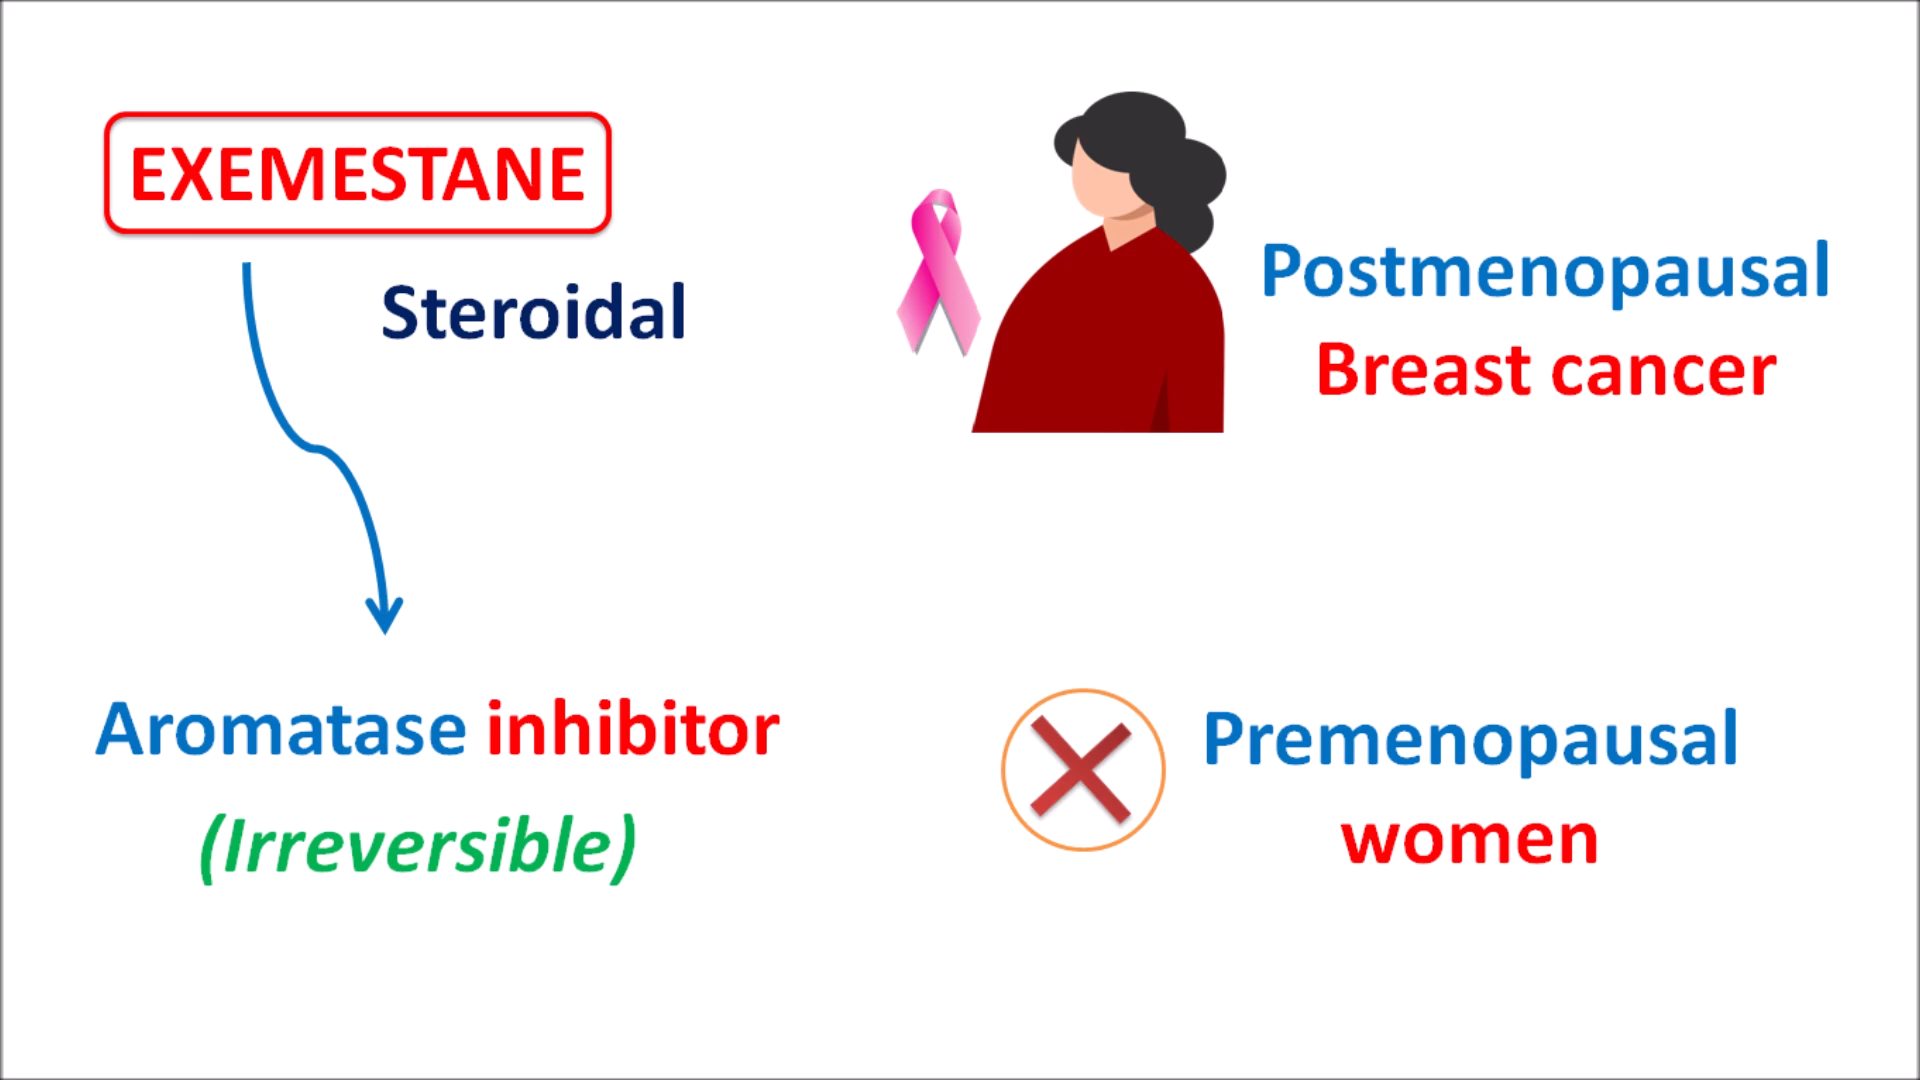 EXEMESTANE
Steroidal
Aromatase inhibitor
(Irreversible)
Postmenopausal
Breast cancer
Premenopausal
women